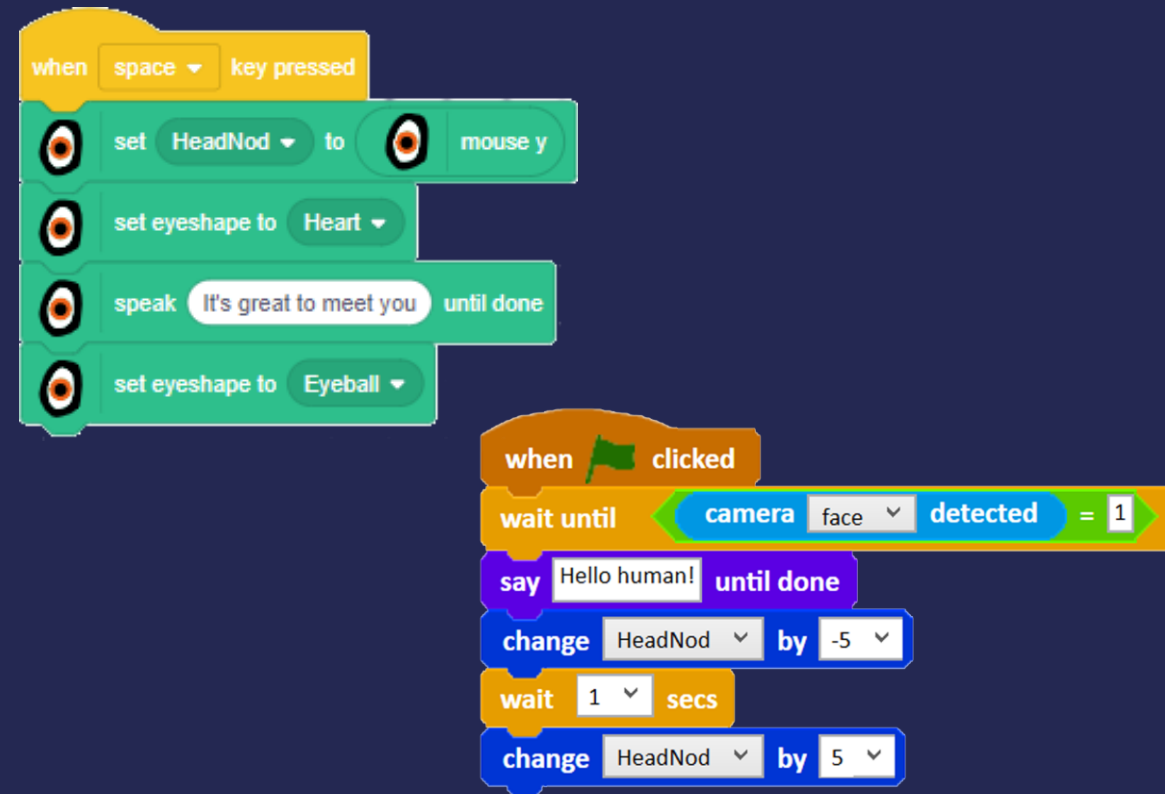 when space key pressed
set HeadNod to mouse y
set eyeshape to Heart
speak It's great to meet you until done
set eyeshape to Eyeball
when clicked
wait until camera face detected = 1
say Hello human! until done
change HeadNod by -5
wait 1 secs
change HeadNod by 5